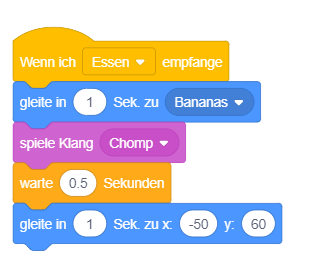 Wenn ich Essen empfange
gleite in 1 Sek. zu Bananas
spiele Klang Chomp
warte 0.5 Sekunden
gleite in 1 Sek. zu x: -50 y: 60